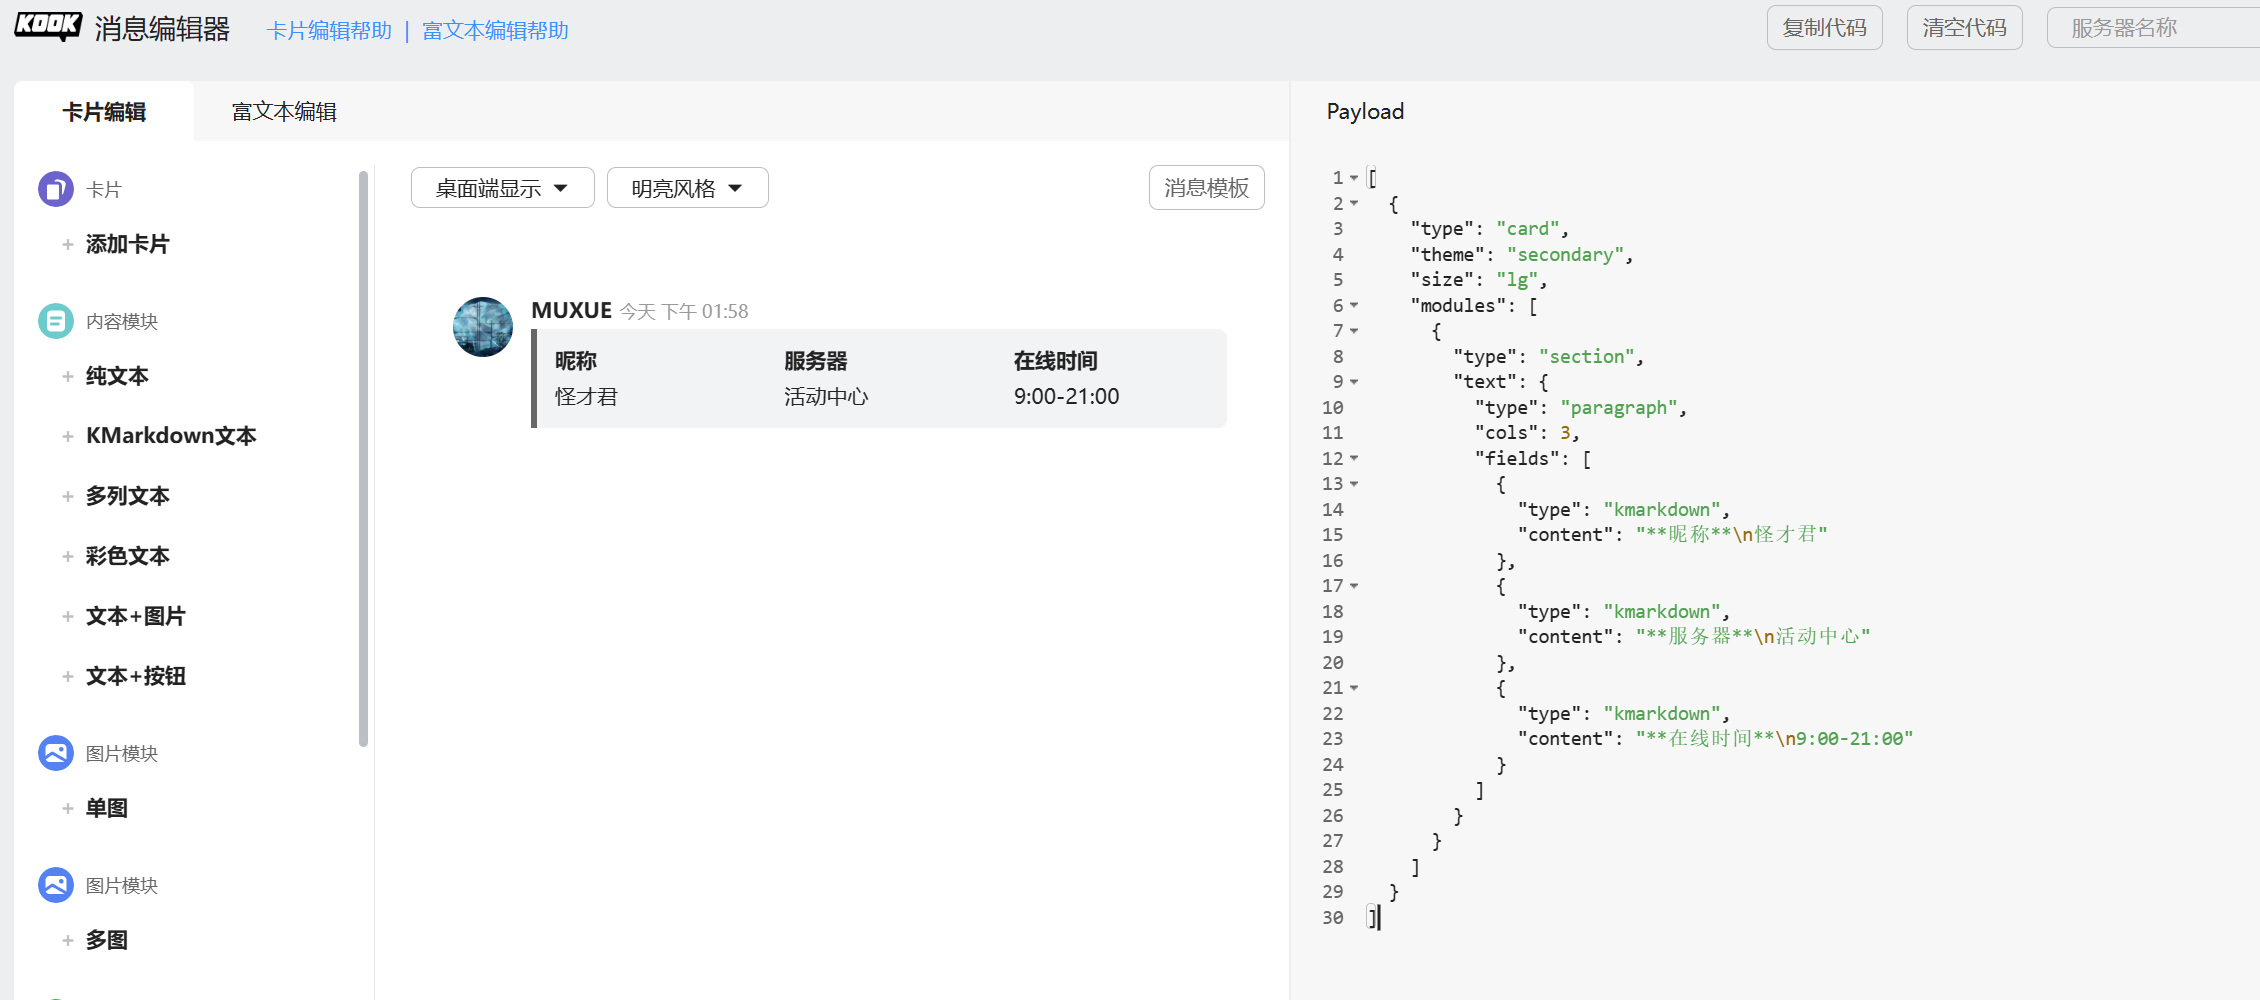 KOOK 消息编辑器 卡片编辑帮助 | 富文本编辑帮助 复制代码 清空代码 服务器名称
卡片编辑 富文本编辑
卡片
+ 添加卡片
内容模块
+ 纯文本
+ KMarkdown文本
+ 多列文本
+ 彩色文本
+ 文本+图片
+ 文本+按钮
图片模块
+ 单图
图片模块
+ 多图
桌面端显示 明亮风格 消息模板
MUXUE 今天 下午 01:58
昵称 服务器 在线时间
怪才君 活动中心 9:00-21:00
Payload
1 [
2 {
3 "type": "card",
4 "theme": "secondary",
5 "size": "lg",
6 "modules": [
7 {
8 "type": "section",
9 "text": {
10 "type": "paragraph",
11 "cols": 3,
12 "fields": [
13 {
14 "type": "kmarkdown",
15 "content": "**昵称**\n怪才君"
16 },
17 {
18 "type": "kmarkdown",
19 "content": "**服务器**\n活动中心"
20 },
21 {
22 "type": "kmarkdown",
23 "content": "**在线时间**\n9:00-21:00"
24 }
25 ]
26 }
27 }
28 ]
29 }
30 ]